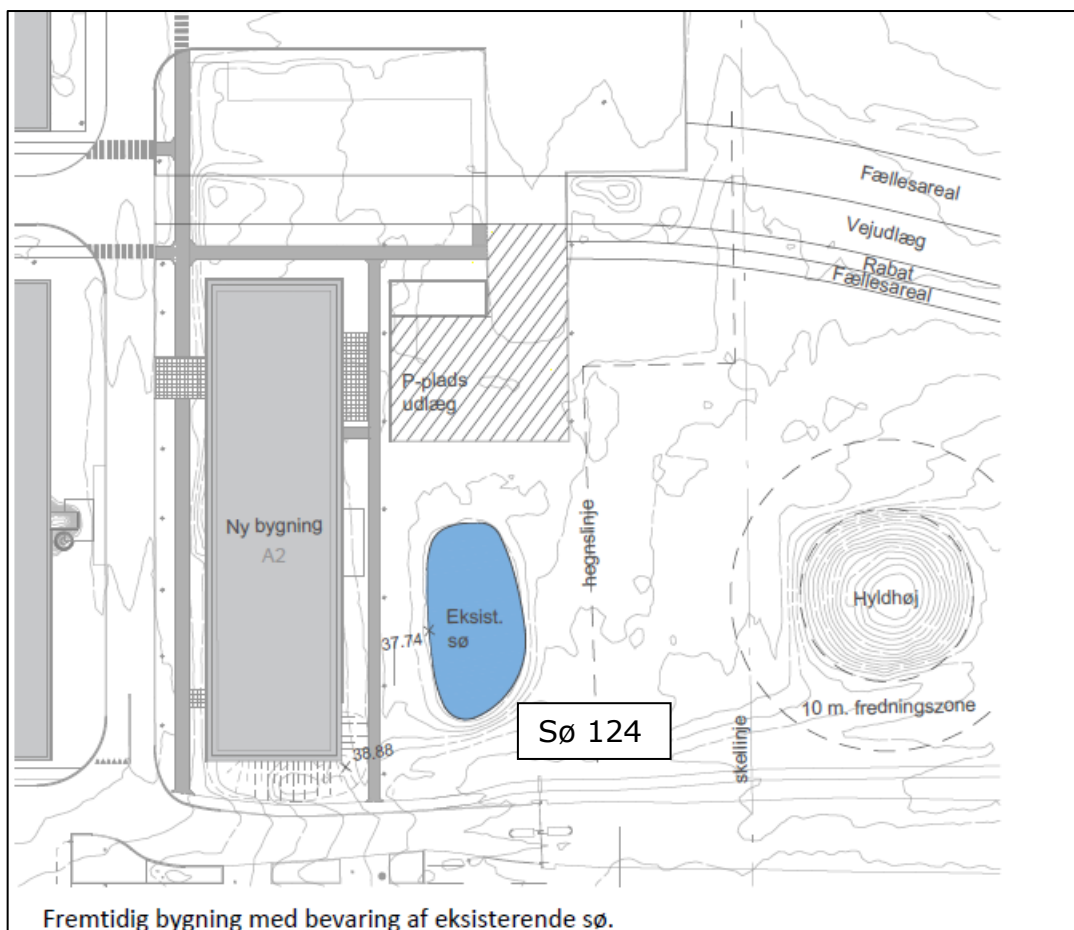 Fællesareal
Vejudlæg
Rabat
Fællesareal
P-plads
udlæg
Ny bygning
A2
hegnslinje
Eksist.
sø
37.74
Hyldhøj
10 m. fredningszone
Sø 124
38.88
skellinje
Fremtidig bygning med bevaring af eksisterende sø.